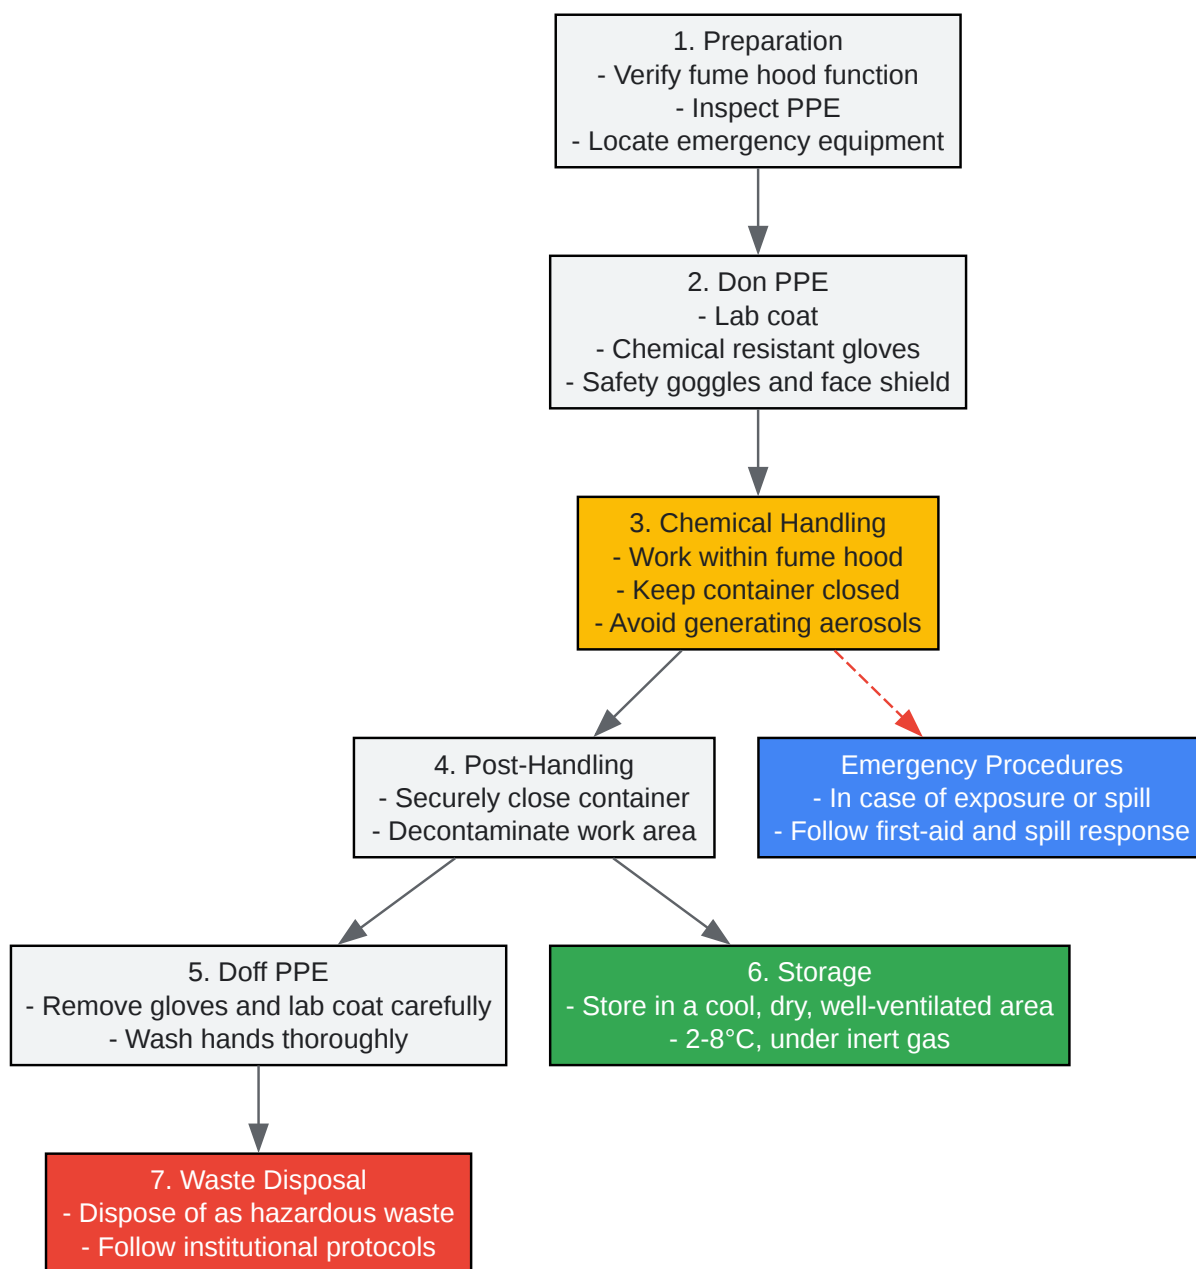 1. Preparation
- Verify fume hood function
- Inspect PPE
- Locate emergency equipment
2. Don PPE
- Lab coat
- Chemical resistant gloves
- Safety goggles and face shield
3. Chemical Handling
- Work within fume hood
- Keep container closed
- Avoid generating aerosols
4. Post-Handling
- Securely close container
- Decontaminate work area
Emergency Procedures
- In case of exposure or spill
- Follow first-aid and spill response
5. Doff PPE
- Remove gloves and lab coat carefully
- Wash hands thoroughly
6. Storage
- Store in a cool, dry, well-ventilated area
- 2-8°C, under inert gas
7. Waste Disposal
- Dispose of as hazardous waste
- Follow institutional protocols